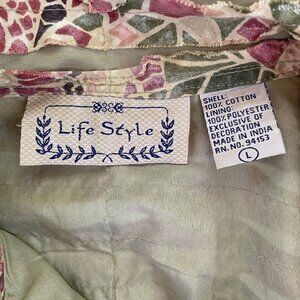 Life Style
SHELL:
100% COTTON
LINING:
100% POLYESTER
EXCLUSIVE OF
DECORATION
MADE IN INDIA
RN. NO. 94153
L